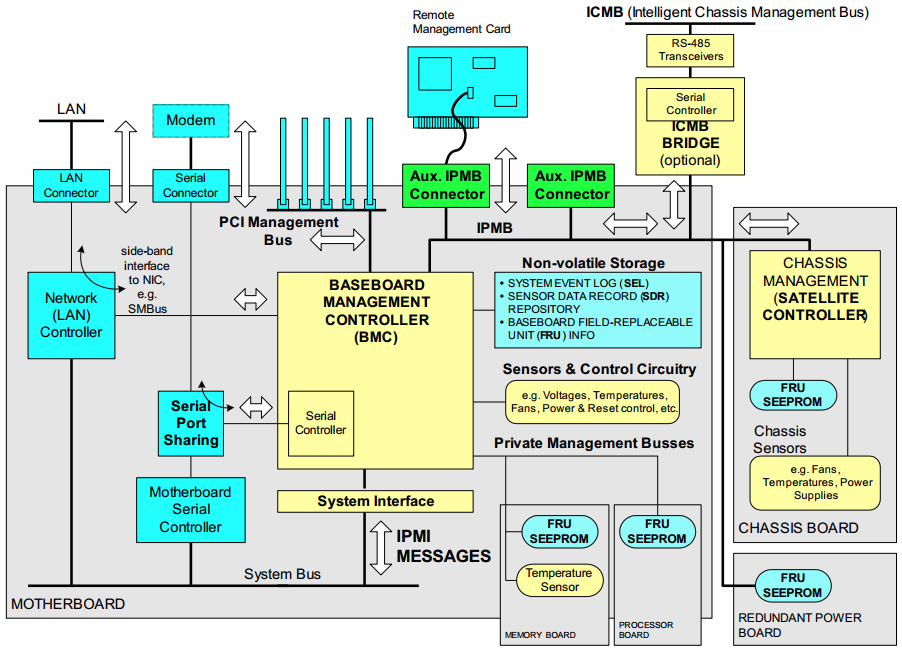 ICMB (Intelligent Chassis Management Bus)
Remote
Management Card
RS-485
Transceivers
Serial
Controller
ICMB
BRIDGE
(optional)
LAN
Modem
LAN
Connector
Serial
Connector
Aux. IPMB
Connector
Aux. IPMB
Connector
PCI Management
Bus
IPMB
side-band
interface
to NIC,
e.g.
SMBus
Network
(LAN)
Controller
BASEBOARD
MANAGEMENT
CONTROLLER
(BMC)
Non-volatile Storage
• SYSTEM EVENT LOG (SEL)
• SENSOR DATA RECORD (SDR)
REPOSITORY
• BASEBOARD FIELD-REPLACEABLE
UNIT (FRU) INFO
CHASSIS
MANAGEMENT
(SATELLITE
CONTROLLER)
Sensors & Control Circuitry
e.g. Voltages, Temperatures,
Fans, Power & Reset control, etc.
FRU
SEEPROM
Serial
Port
Sharing
Serial
Controller
Private Management Busses
Chassis
Sensors
e.g. Fans,
Temperatures, Power
Supplies
Motherboard
Serial
Controller
System Interface
IPMI
MESSAGES
FRU
SEEPROM
FRU
SEEPROM
CHASSIS BOARD
System Bus
Temperature
Sensor
FRU
SEEPROM
MOTHERBOARD
MEMORY BOARD
PROCESSOR
BOARD
REDUNDANT POWER
BOARD